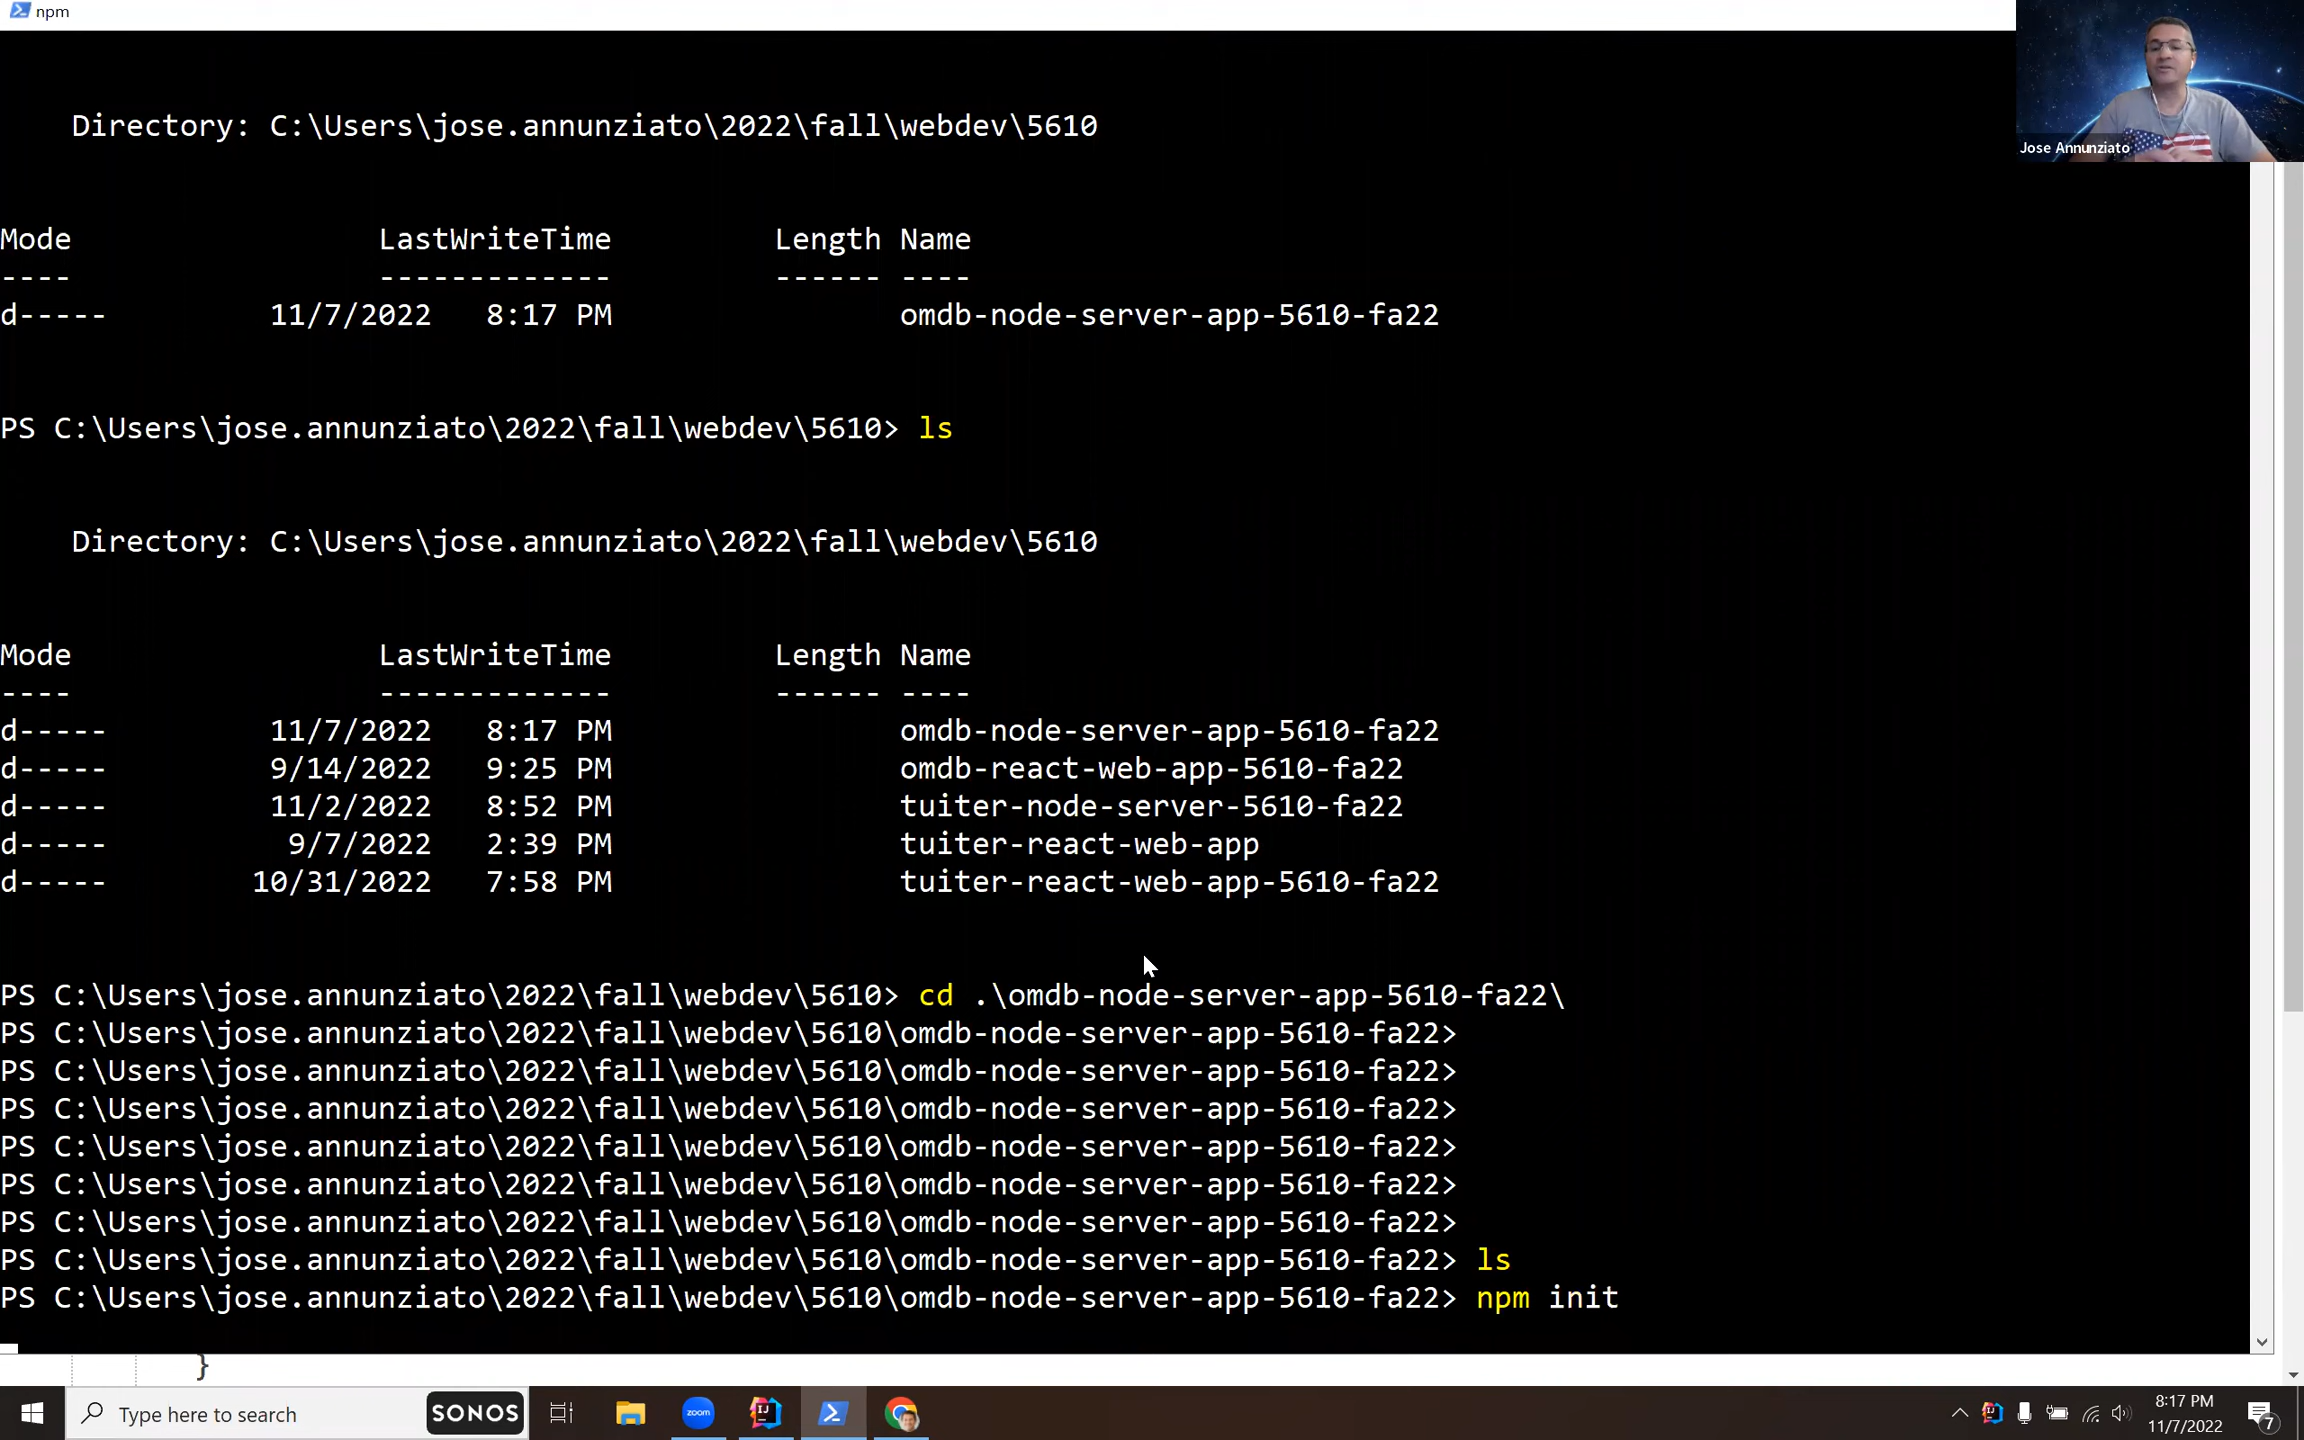 npm
Directory: C:\Users\jose.annunziato\2022\fall\webdev\5610
Jose Annunziato
Mode LastWriteTime Length Name
---- ------------- ------ ----
d----- 11/7/2022 8:17 PM omdb-node-server-app-5610-fa22
PS C:\Users\jose.annunziato\2022\fall\webdev\5610> ls
Directory: C:\Users\jose.annunziato\2022\fall\webdev\5610
Mode LastWriteTime Length Name
---- ------------- ------ ----
d----- 11/7/2022 8:17 PM omdb-node-server-app-5610-fa22
d----- 9/14/2022 9:25 PM omdb-react-web-app-5610-fa22
d----- 11/2/2022 8:52 PM tuiter-node-server-5610-fa22
d----- 9/7/2022 2:39 PM tuiter-react-web-app
d----- 10/31/2022 7:58 PM tuiter-react-web-app-5610-fa22
PS C:\Users\jose.annunziato\2022\fall\webdev\5610> cd .\omdb-node-server-app-5610-fa22\
PS C:\Users\jose.annunziato\2022\fall\webdev\5610\omdb-node-server-app-5610-fa22>
PS C:\Users\jose.annunziato\2022\fall\webdev\5610\omdb-node-server-app-5610-fa22>
PS C:\Users\jose.annunziato\2022\fall\webdev\5610\omdb-node-server-app-5610-fa22>
PS C:\Users\jose.annunziato\2022\fall\webdev\5610\omdb-node-server-app-5610-fa22>
PS C:\Users\jose.annunziato\2022\fall\webdev\5610\omdb-node-server-app-5610-fa22>
PS C:\Users\jose.annunziato\2022\fall\webdev\5610\omdb-node-server-app-5610-fa22>
PS C:\Users\jose.annunziato\2022\fall\webdev\5610\omdb-node-server-app-5610-fa22> ls
PS C:\Users\jose.annunziato\2022\fall\webdev\5610\omdb-node-server-app-5610-fa22> npm init
}
Type here to search
SONOS
zoom
IJ
8:17 PM
11/7/2022
7